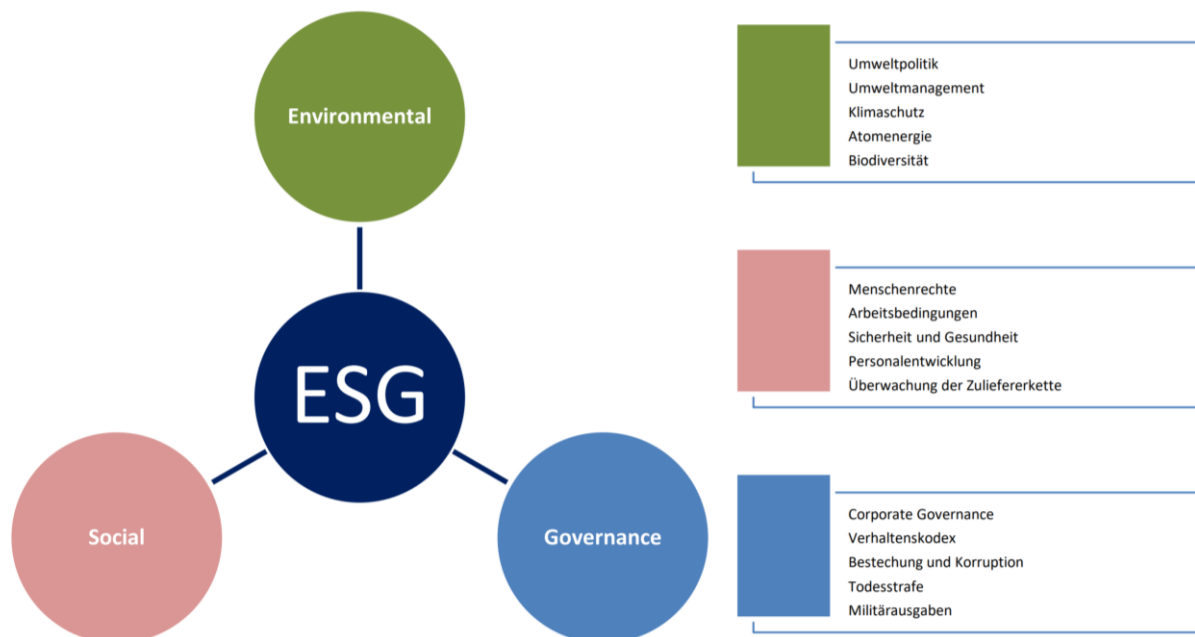 Environmental
ESG
Social
Governance
Umweltpolitik
Umweltmanagement
Klimaschutz
Atomenergie
Biodiversität
Menschenrechte
Arbeitsbedingungen
Sicherheit und Gesundheit
Personalentwicklung
Überwachung der Zuliefererkette
Corporate Governance
Verhaltenskodex
Bestechung und Korruption
Todesstrafe
Militärausgaben